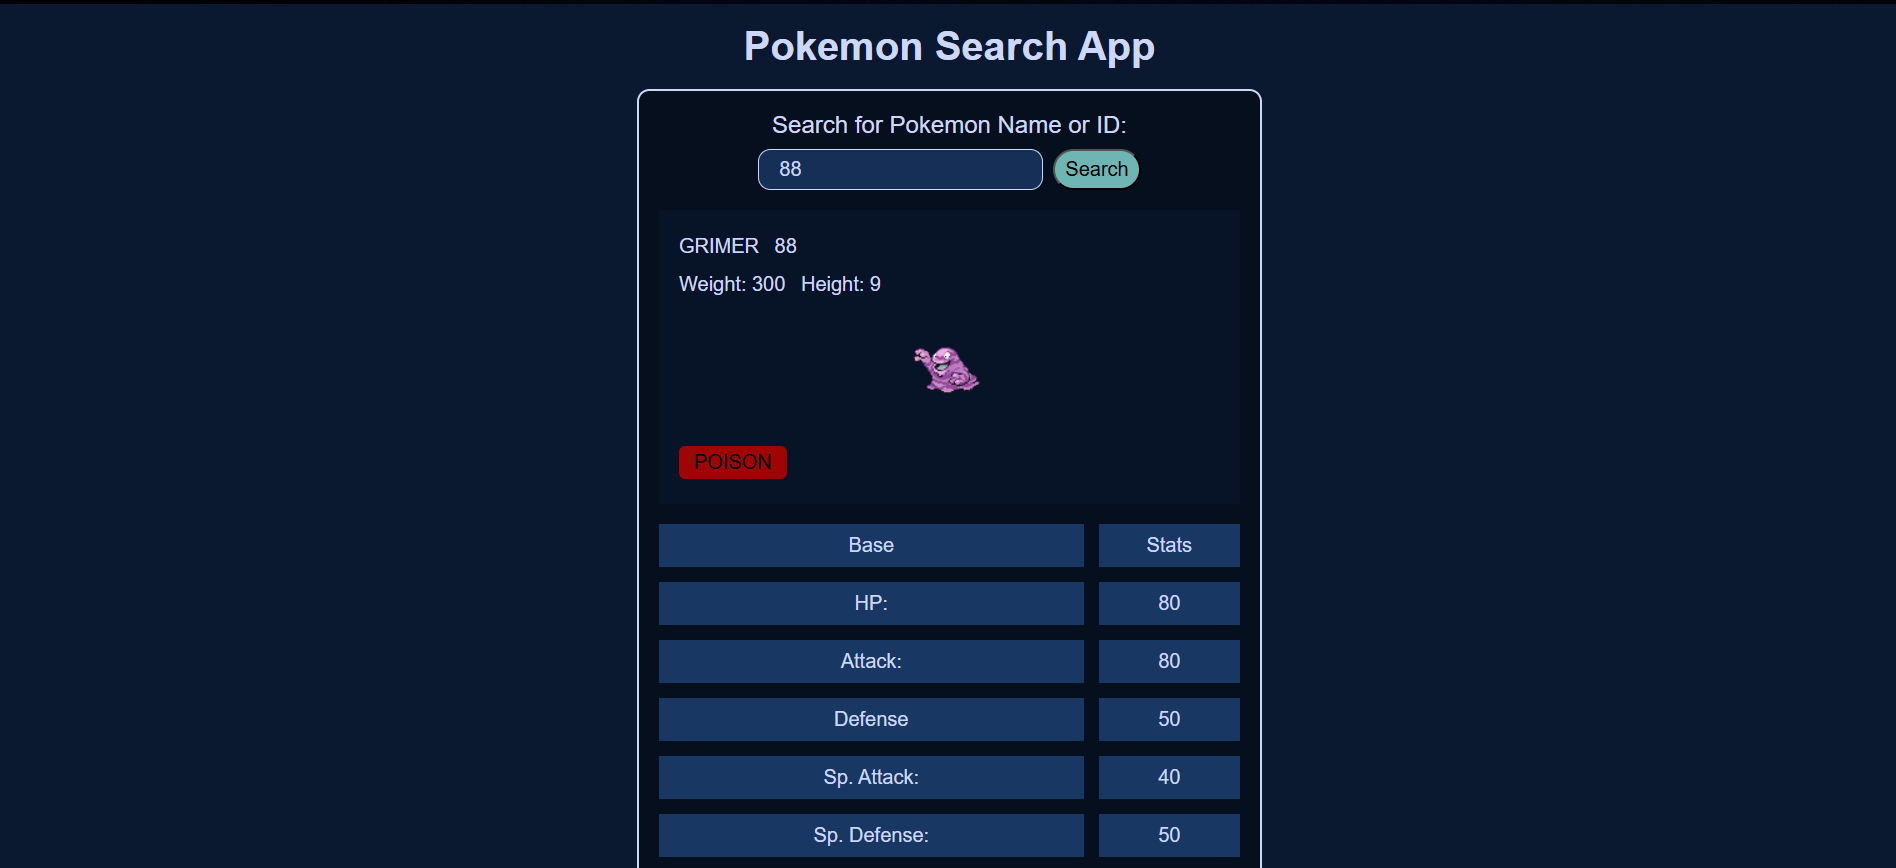 Pokemon Search App
Search for Pokemon Name or ID:
88 Search
GRIMER 88
Weight: 300 Height: 9
POISON
Base Stats
HP: 80
Attack: 80
Defense 50
Sp. Attack: 40
Sp. Defense: 50